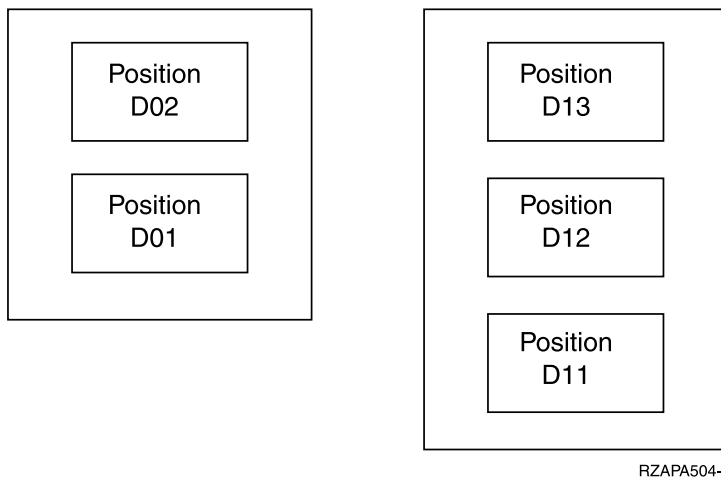 Position
D02
Position
D01
Position
D13
Position
D12
Position
D11
RZAPA504-